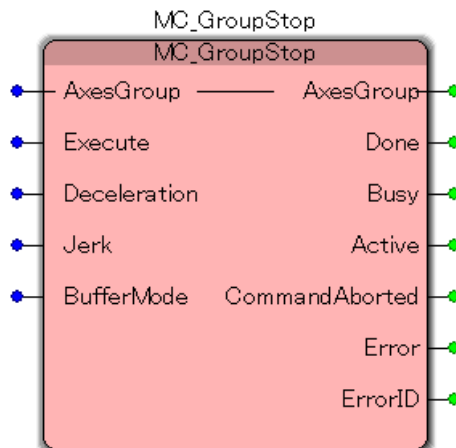 MC_GroupStop
MC_GroupStop
AxesGroup AxesGroup
Execute Done
Deceleration Busy
Jerk Active
BufferMode CommandAborted
Error
ErrorID